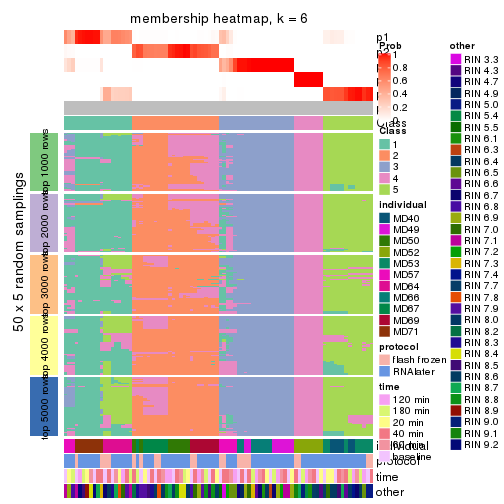 membership heatmap, k = 6
50 x 5 random samplings
top 1000 rows
top 2000 rows
top 3000 rows
top 4000 rows
top 5000 rows
p1
Class
protocol
time
other
Prob
1
0.8
0.6
0.4
0.2
0
Class
1
2
3
4
5
individual
MD40
MD49
MD50
MD52
MD53
MD57
MD64
MD66
MD67
MD69
MD71
protocol
flash frozen
RNAlater
time
120 min
180 min
20 min
40 min
60 min
baseline
other
RIN 3.3
RIN 4.3
RIN 4.7
RIN 4.9
RIN 5.0
RIN 5.4
RIN 5.5
RIN 6.1
RIN 6.3
RIN 6.4
RIN 6.5
RIN 6.6
RIN 6.7
RIN 6.8
RIN 6.9
RIN 7.0
RIN 7.1
RIN 7.2
RIN 7.3
RIN 7.4
RIN 7.7
RIN 7.8
RIN 7.9
RIN 8.0
RIN 8.2
RIN 8.3
RIN 8.4
RIN 8.5
RIN 8.6
RIN 8.7
RIN 8.8
RIN 8.9
RIN 9.0
RIN 9.1
RIN 9.2